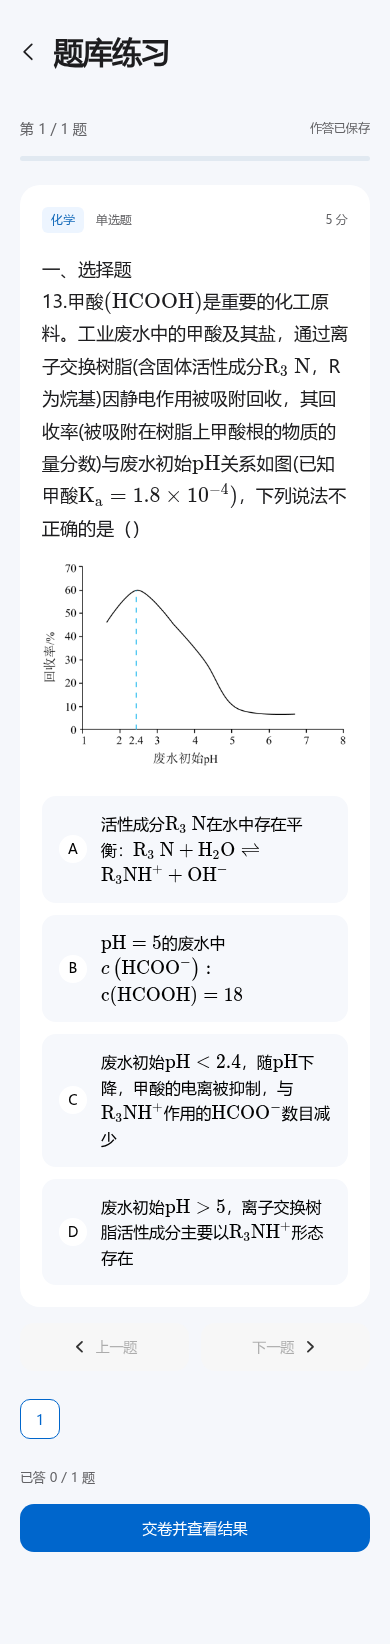 题库练习
第 1 / 1 题
作答已保存
化学 单选题 5 分
一、选择题
13.甲酸(HCOOH)是重要的化工原
料。工业废水中的甲酸及其盐，通过离
子交换树脂(含固体活性成分R₃ N，R
为烷基)因静电作用被吸附回收，其回
收率(被吸附在树脂上甲酸根的物质的
量分数)与废水初始pH关系如图(已知
甲酸Kₐ = 1.8 × 10⁻⁴)，下列说法不
正确的是（）
70
60
50
40
30
20
10
0
回收率/%
1 2 2.4 3 4 5 6 7 8
废水初始pH
A
活性成分R₃ N在水中存在平
衡：R₃ N + H₂O ⇌
R₃NH⁺ + OH⁻
B
pH = 5的废水中
c (HCOO⁻) :
c(HCOOH) = 18
C
废水初始pH < 2.4，随pH下
降，甲酸的电离被抑制，与
R₃NH⁺作用的HCOO⁻数目减
少
D
废水初始pH > 5，离子交换树
脂活性成分主要以R₃NH⁺形态
存在
上一题 下一题
1
已答 0 / 1 题
交卷并查看结果